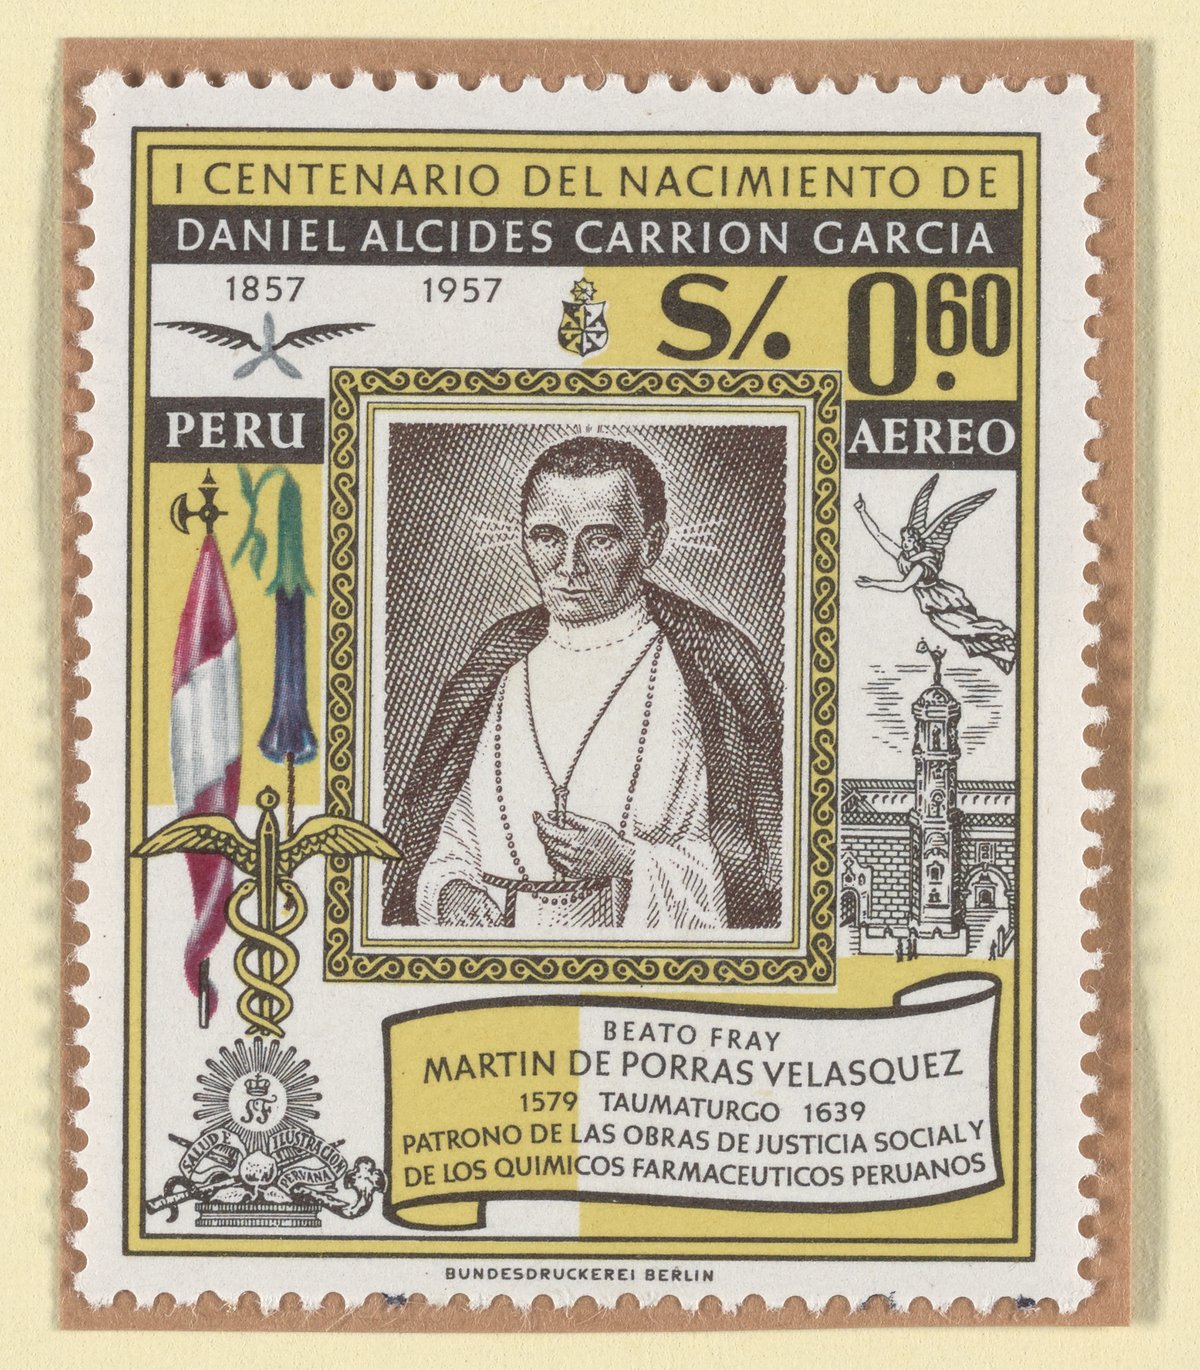 I CENTENARIO DEL NACIMIENTO DE
DANIEL ALCIDES CARRION GARCIA
1857 1957
S/. 0.60
PERU
AEREO
SF
SALUD E ILUSTRACION
PERUANA
BEATO FRAY
MARTIN DE PORRAS VELASQUEZ
1579 TAUMATURGO 1639
PATRONO DE LAS OBRAS DE JUSTICIA SOCIAL Y
DE LOS QUIMICOS FARMACEUTICOS PERUANOS
BUNDESDRUCKEREI BERLIN